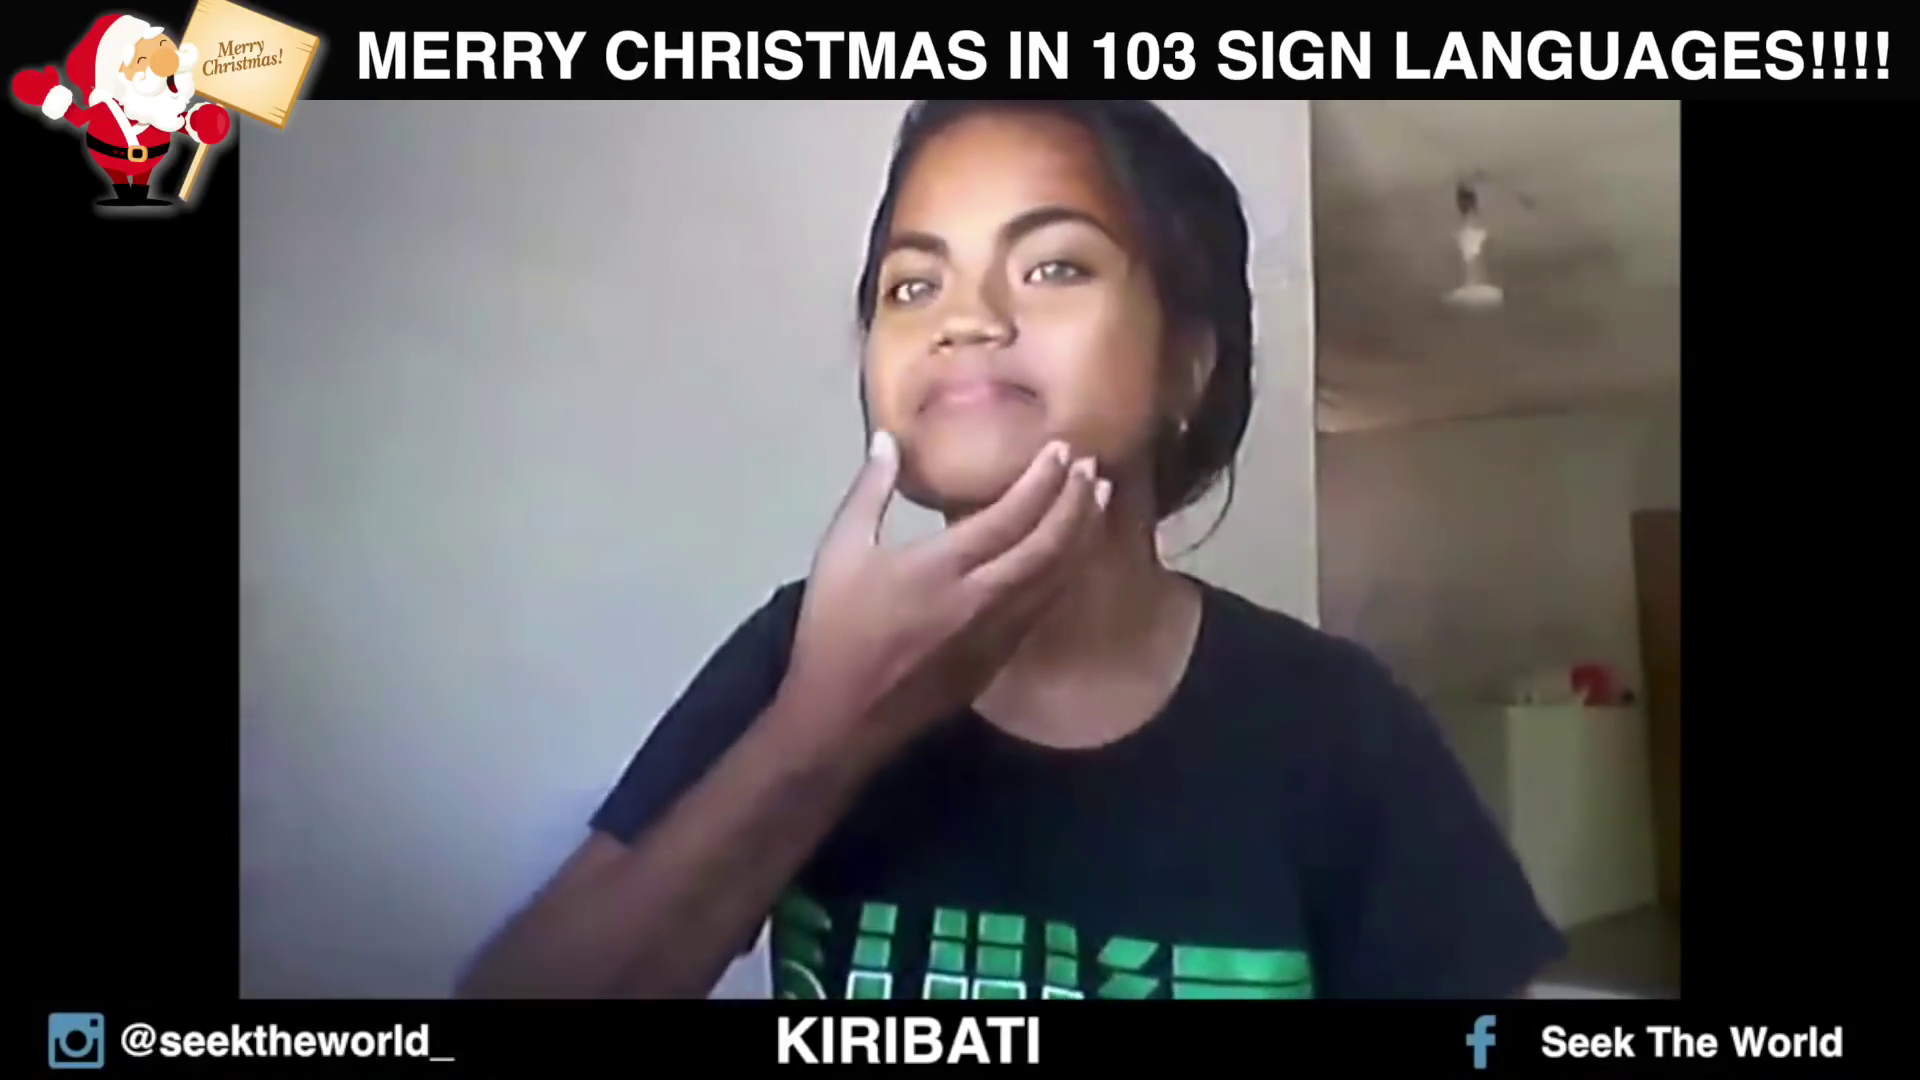 Merry
Christmas!
MERRY CHRISTMAS IN 103 SIGN LANGUAGES!!!!
@seektheworld_
KIRIBATI
Seek The World